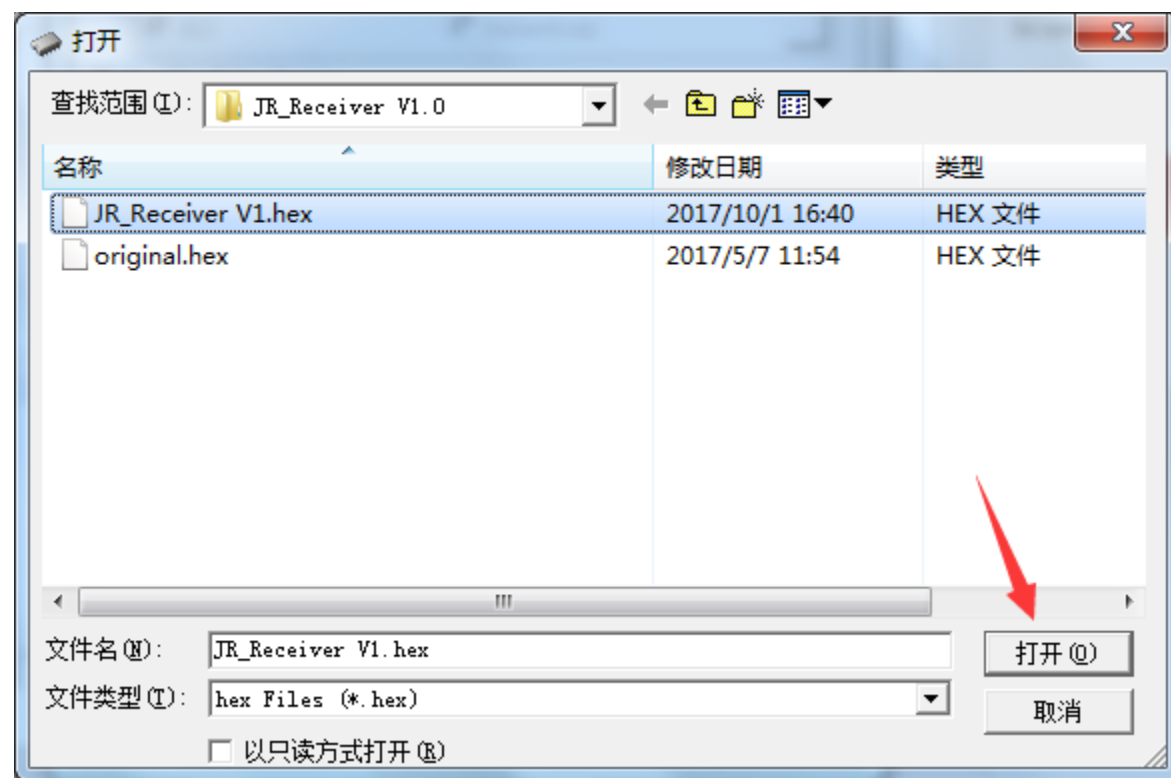 打开
查找范围(I): JR_Receiver V1.0
名称 修改日期 类型
JR_Receiver V1.hex 2017/10/1 16:40 HEX 文件
original.hex 2017/5/7 11:54 HEX 文件
文件名(N): JR_Receiver V1.hex 打开(O)
文件类型(T): hex Files (*.hex) 取消
以只读方式打开(R)